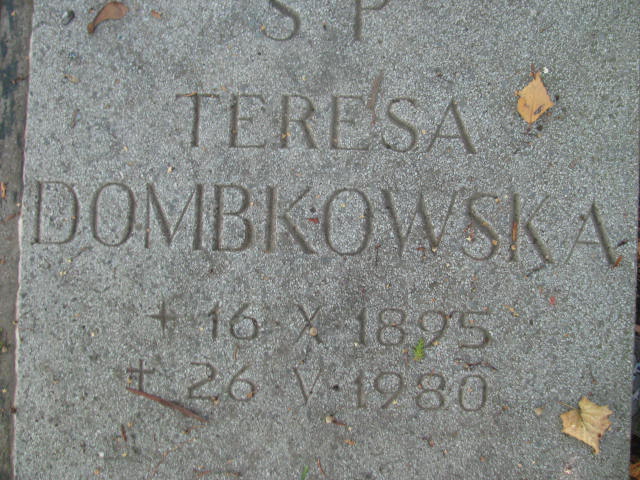 S P
TERESA
DOMBKOWSKA
+ 16 X 1895
† 26 V 1980